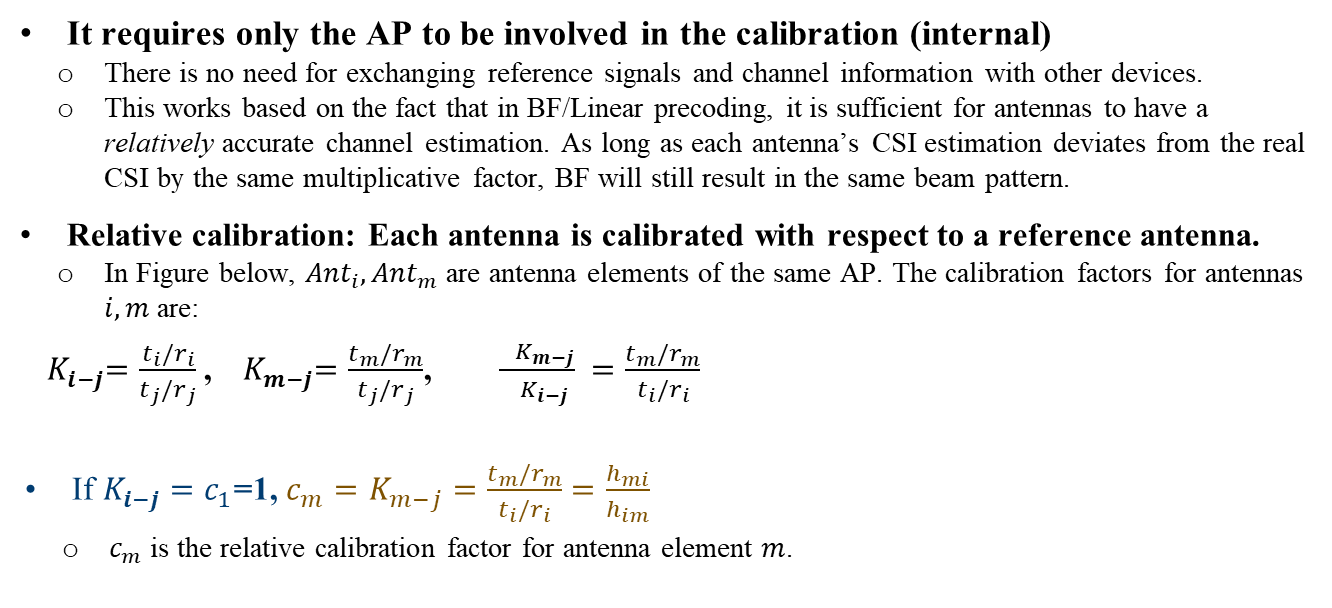 • It requires only the AP to be involved in the calibration (internal)
o There is no need for exchanging reference signals and channel information with other devices.
o This works based on the fact that in BF/Linear precoding, it is sufficient for antennas to have a
relatively accurate channel estimation. As long as each antenna's CSI estimation deviates from the real
CSI by the same multiplicative factor, BF will still result in the same beam pattern.
• Relative calibration: Each antenna is calibrated with respect to a reference antenna.
o In Figure below, Ant_i, Ant_m are antenna elements of the same AP. The calibration factors for antennas
i, m are:
K_{i−j} = (t_i/r_i)/(t_j/r_j), K_{m−j} = (t_m/r_m)/(t_j/r_j), K_{m−j}/K_{i−j} = (t_m/r_m)/(t_i/r_i)
• If K_{i−j} = c_1=1, c_m = K_{m−j} = (t_m/r_m)/(t_i/r_i) = h_{mi}/h_{im}
o c_m is the relative calibration factor for antenna element m.